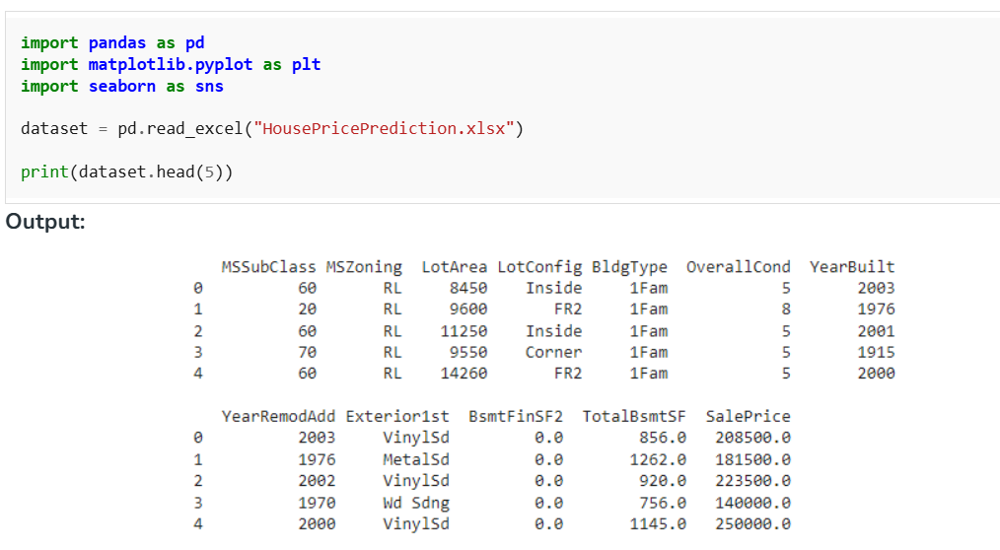 import pandas as pd
import matplotlib.pyplot as plt
import seaborn as sns
dataset = pd.read_excel("HousePricePrediction.xlsx")
print(dataset.head(5))
Output:
MSSubClass MSZoning LotArea LotConfig BldgType OverallCond YearBuilt
0 60 RL 8450 Inside 1Fam 5 2003
1 20 RL 9600 FR2 1Fam 8 1976
2 60 RL 11250 Inside 1Fam 5 2001
3 70 RL 9550 Corner 1Fam 5 1915
4 60 RL 14260 FR2 1Fam 5 2000
YearRemodAdd Exterior1st BsmtFinSF2 TotalBsmtSF SalePrice
0 2003 VinylSd 0.0 856.0 208500.0
1 1976 MetalSd 0.0 1262.0 181500.0
2 2002 VinylSd 0.0 920.0 223500.0
3 1970 Wd Sdng 0.0 756.0 140000.0
4 2000 VinylSd 0.0 1145.0 250000.0